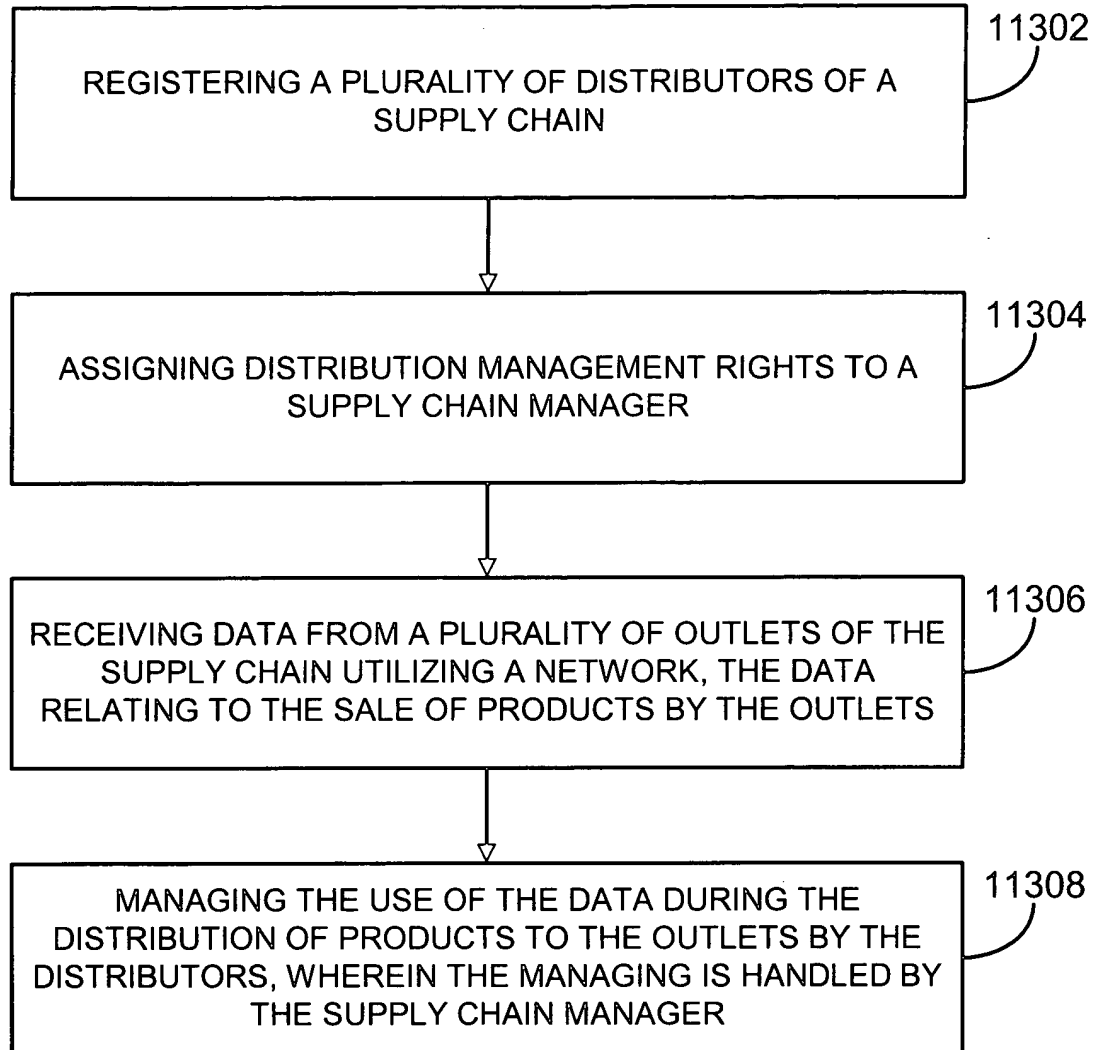 11302
REGISTERING A PLURALITY OF DISTRIBUTORS OF A
SUPPLY CHAIN
11304
ASSIGNING DISTRIBUTION MANAGEMENT RIGHTS TO A
SUPPLY CHAIN MANAGER
11306
RECEIVING DATA FROM A PLURALITY OF OUTLETS OF THE
SUPPLY CHAIN UTILIZING A NETWORK, THE DATA
RELATING TO THE SALE OF PRODUCTS BY THE OUTLETS
11308
MANAGING THE USE OF THE DATA DURING THE
DISTRIBUTION OF PRODUCTS TO THE OUTLETS BY THE
DISTRIBUTORS, WHEREIN THE MANAGING IS HANDLED BY
THE SUPPLY CHAIN MANAGER